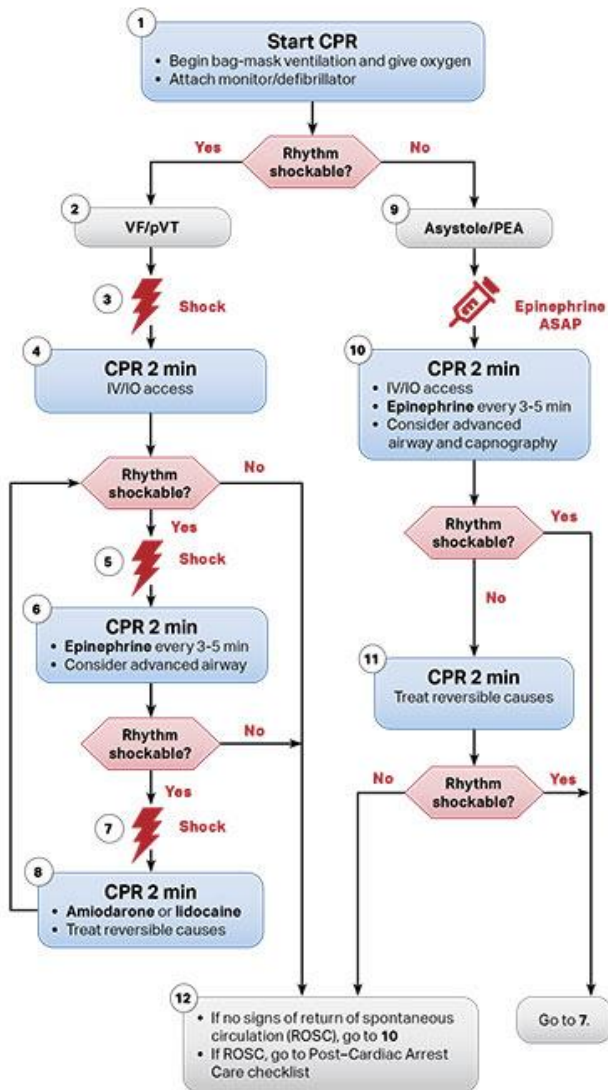 1
Start CPR
• Begin bag-mask ventilation and give oxygen
• Attach monitor/defibrillator
Rhythm
shockable?
Yes
No
2
VF/pVT
3
Shock
4
CPR 2 min
IV/IO access
Rhythm
shockable?
No
Yes
5
Shock
6
CPR 2 min
• Epinephrine every 3-5 min
• Consider advanced airway
Rhythm
shockable?
No
Yes
7
Shock
8
CPR 2 min
• Amiodarone or lidocaine
• Treat reversible causes
9
Asystole/PEA
Epinephrine
ASAP
10
CPR 2 min
• IV/IO access
• Epinephrine every 3-5 min
• Consider advanced
airway and capnography
Rhythm
shockable?
Yes
No
11
CPR 2 min
Treat reversible causes
No
Rhythm
shockable?
Yes
12
• If no signs of return of spontaneous
circulation (ROSC), go to 10
• If ROSC, go to Post–Cardiac Arrest
Care checklist
Go to 7.